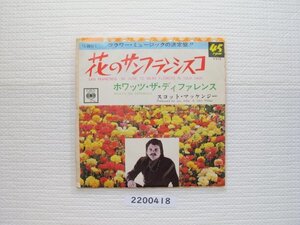 フラワー・ミュージックの決定盤!!
45
花のサンフランシスコ
ホワッツ・ザ・ディファレンス
スコット・マッケンジー
2200418